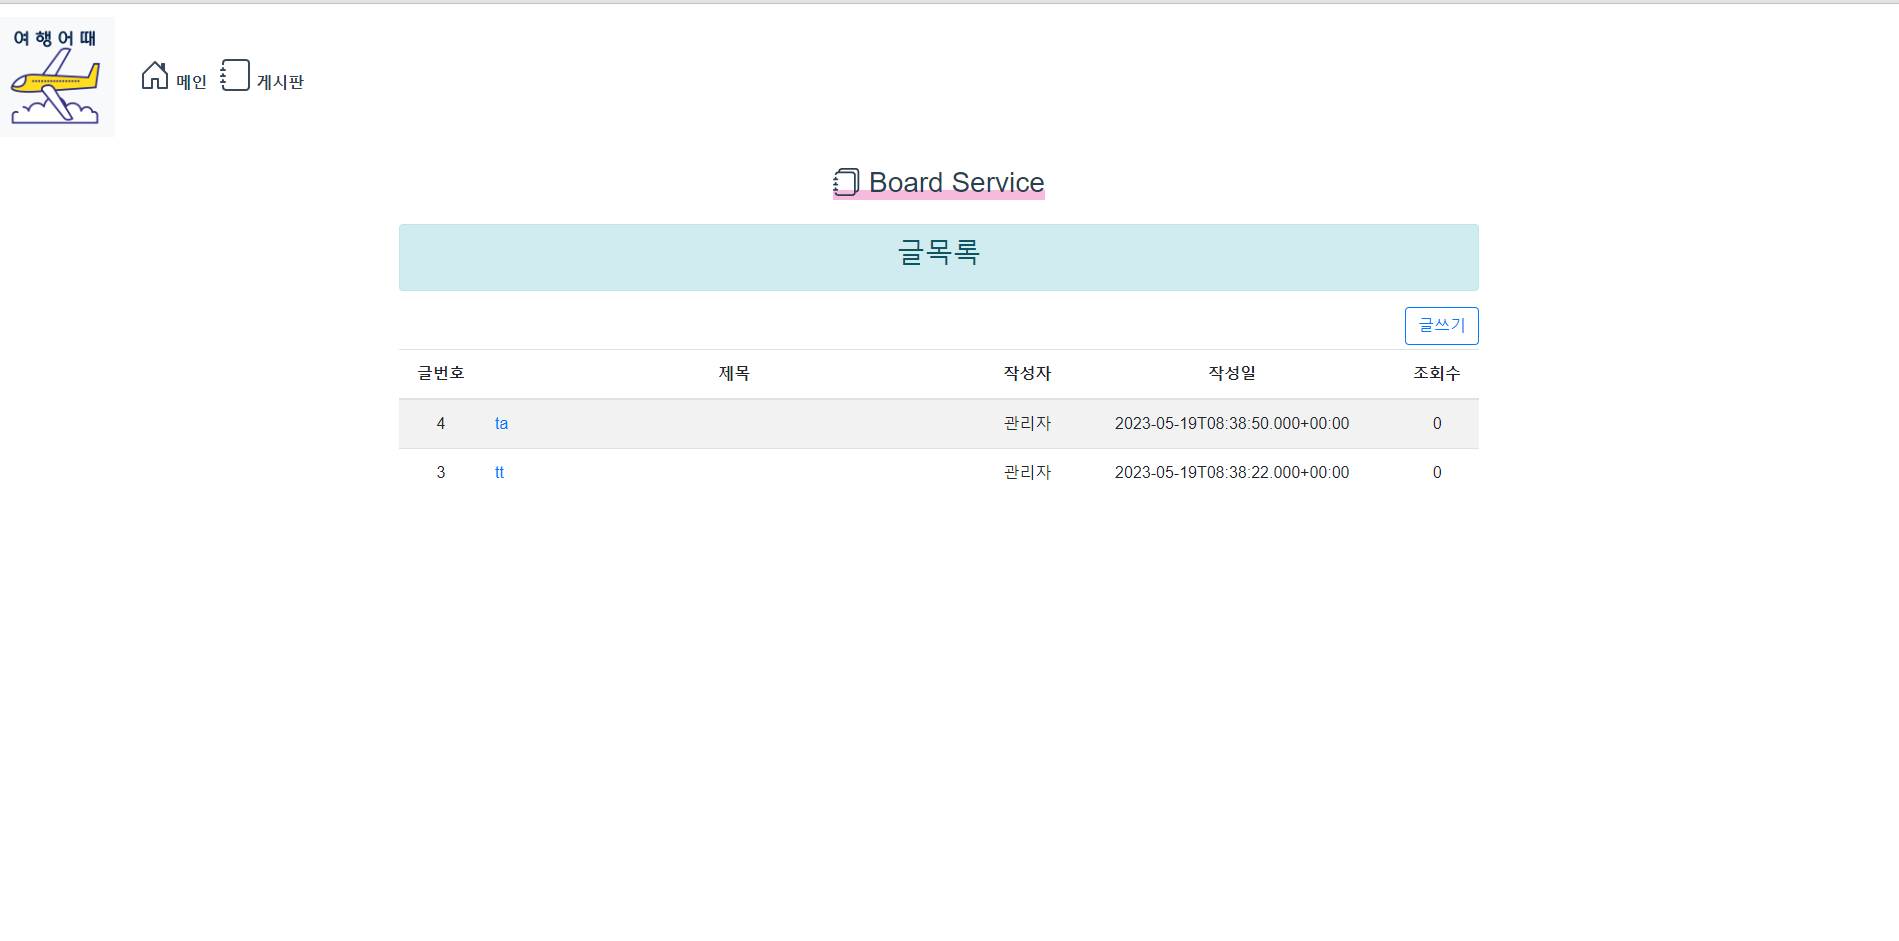 여행어때
메인 게시판
Board Service
글목록
글쓰기
글번호 제목 작성자 작성일 조회수
4 ta 관리자 2023-05-19T08:38:50.000+00:00 0
3 tt 관리자 2023-05-19T08:38:22.000+00:00 0